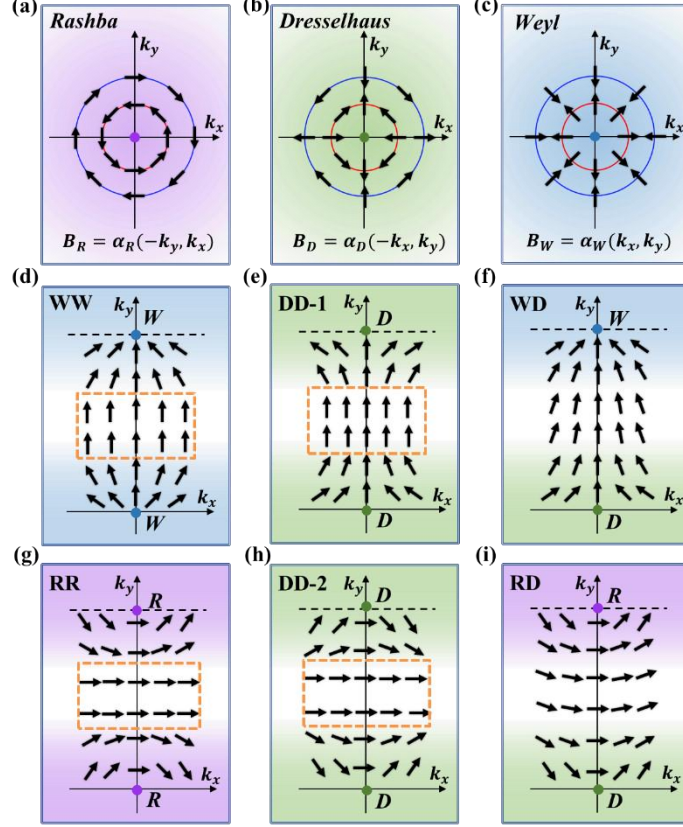 (a) Rashba
k_y
k_x
B_R = α_R(-k_y, k_x)
(b) Dresselhaus
k_y
k_x
B_D = α_D(-k_x, k_y)
(c) Weyl
k_y
k_x
B_W = α_W(k_x, k_y)
(d) WW
k_y
W
k_x
W
(e) DD-1
k_y
D
k_x
D
(f) WD
k_y
W
k_x
D
(g) RR
k_y
R
k_x
R
(h) DD-2
k_y
D
k_x
D
(i) RD
k_y
R
k_x
D